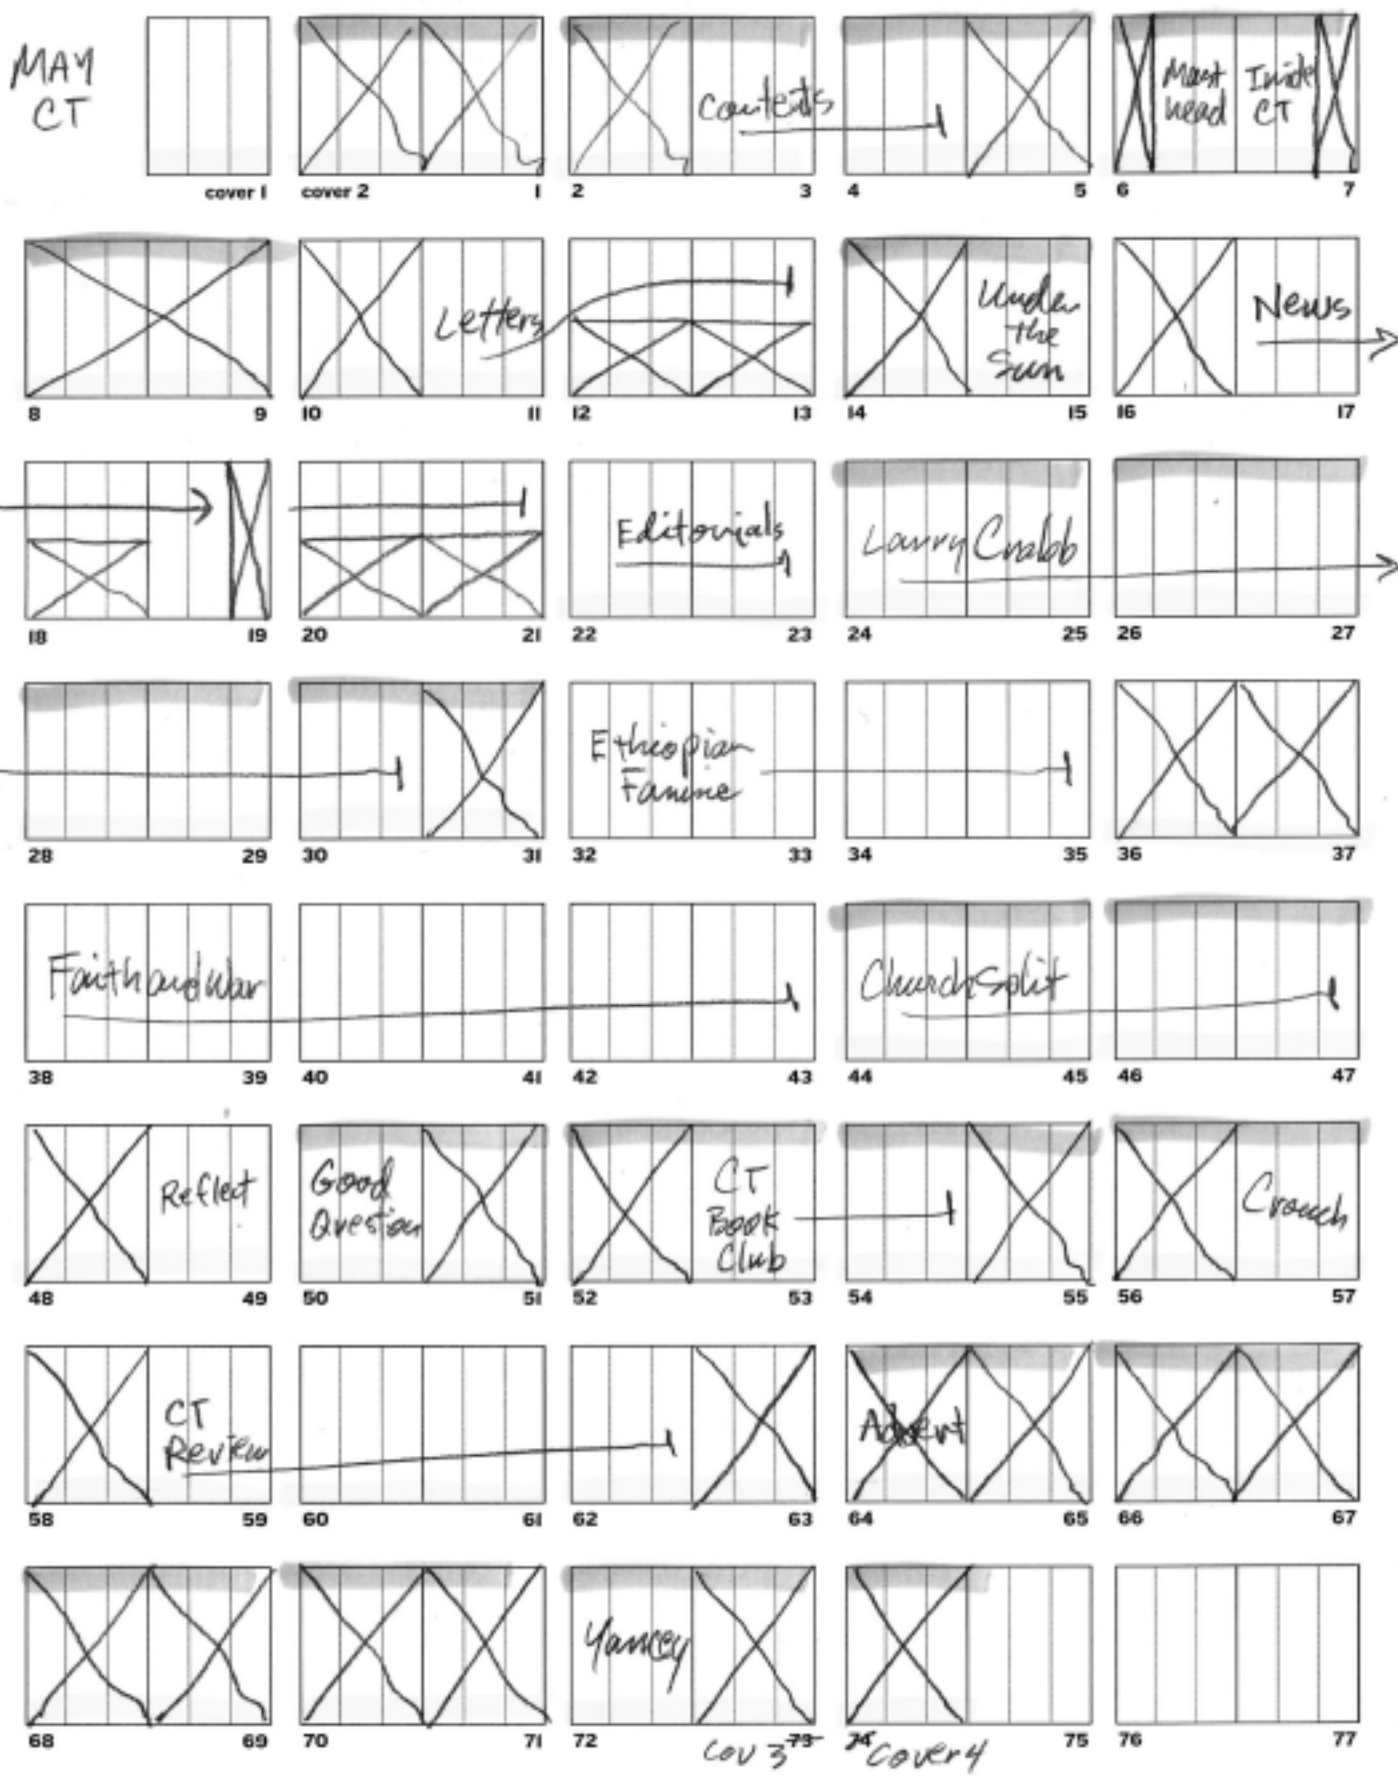 MAY
CT
cover 1
cover 2 1
2 3
4 5
6 7
Contents
Mast
head
Inside
CT
8 9
10 11
12 13
14 15
16 17
Letters
Under
the
Sun
News
18 19
20 21
22 23
24 25
26 27
Editorials
Larry Crabb
28 29
30 31
32 33
34 35
36 37
Ethiopian
Famine
38 39
40 41
42 43
44 45
46 47
Faith and War
Church Split
48 49
50 51
52 53
54 55
56 57
Reflect
Good
Question
CT
Book
Club
Crouch
58 59
60 61
62 63
64 65
66 67
CT
Review
Advert
68 69
70 71
72 73
74 75
76 77
Yancey
Cov 3
Cover 4